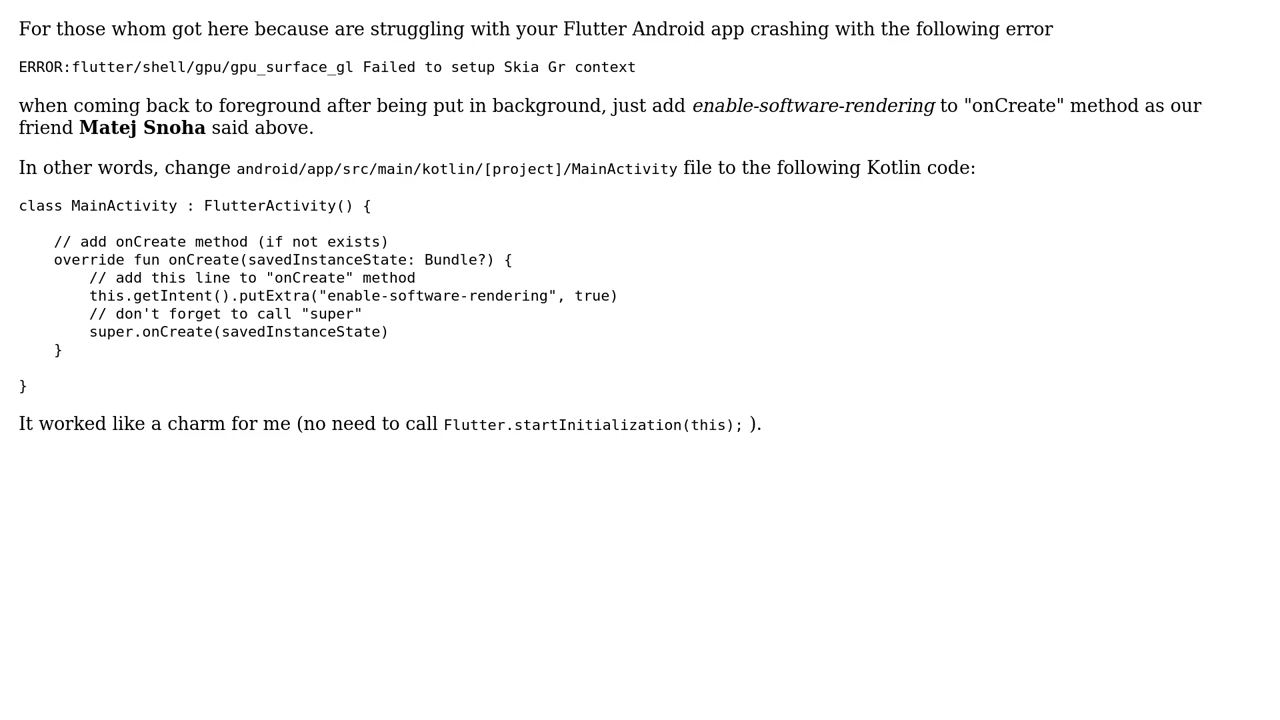 For those whom got here because are struggling with your Flutter Android app crashing with the following error
ERROR:flutter/shell/gpu/gpu_surface_gl Failed to setup Skia Gr context
when coming back to foreground after being put in background, just add enable-software-rendering to "onCreate" method as our
friend Matej Snoha said above.
In other words, change android/app/src/main/kotlin/[project]/MainActivity file to the following Kotlin code:
class MainActivity : FlutterActivity() {
    // add onCreate method (if not exists)
    override fun onCreate(savedInstanceState: Bundle?) {
        // add this line to "onCreate" method
        this.getIntent().putExtra("enable-software-rendering", true)
        // don't forget to call "super"
        super.onCreate(savedInstanceState)
    }
}
It worked like a charm for me (no need to call Flutter.startInitialization(this); ).